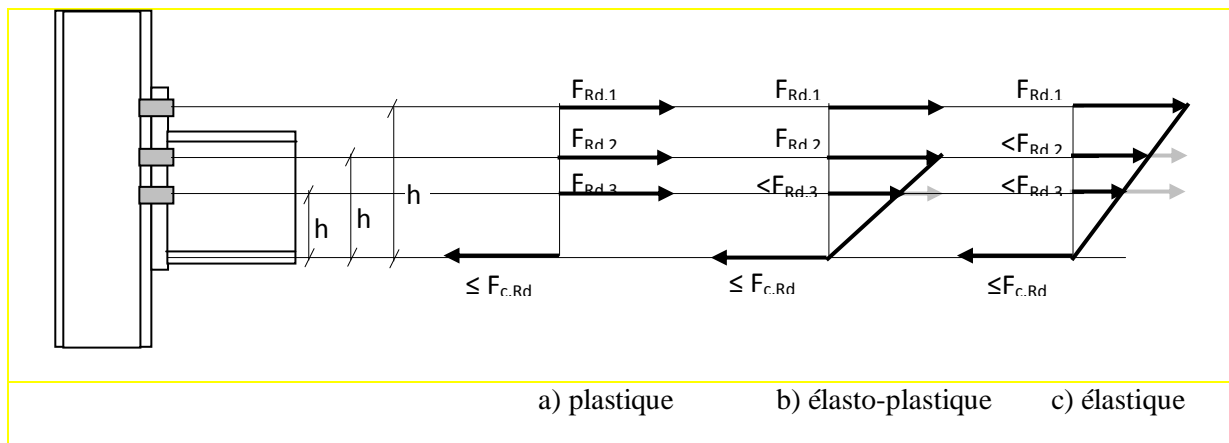 F_Rd,1 F_Rd,1 F_Rd,1
F_Rd,2 F_Rd,2 <F_Rd,2
F_Rd,3 <F_Rd,3 <F_Rd,3
h
h
h
≤ F_c,Rd ≤ F_c,Rd ≤F_c,Rd
a) plastique b) élasto-plastique c) élastique